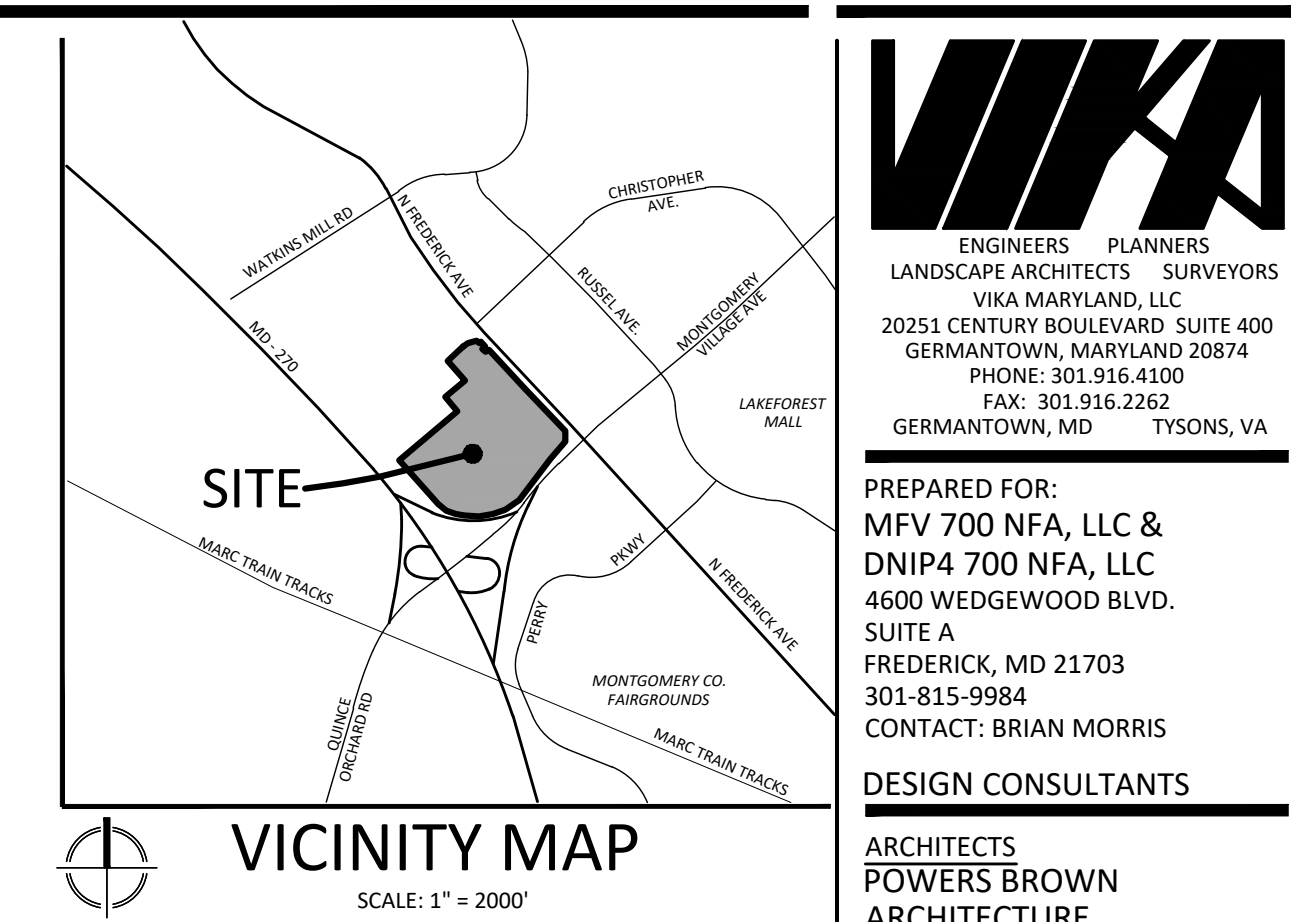 WATKINS MILL RD
N FREDERICK AVE
CHRISTOPHER
AVE.
RUSSEL AVE.
MONTGOMERY
VILLAGE AVE
MD - 270
LAKEFOREST
MALL
SITE
MARC TRAIN TRACKS
PKWY
PERRY
N FREDERICK AVE
MONTGOMERY CO.
FAIRGROUNDS
QUINCE
ORCHARD RD
MARC TRAIN TRACKS
VICINITY MAP
SCALE: 1" = 2000'
VIKA
ENGINEERS PLANNERS
LANDSCAPE ARCHITECTS SURVEYORS
VIKA MARYLAND, LLC
20251 CENTURY BOULEVARD SUITE 400
GERMANTOWN, MARYLAND 20874
PHONE: 301.916.4100
FAX: 301.916.2262
GERMANTOWN, MD TYSONS, VA
PREPARED FOR:
MFV 700 NFA, LLC &
DNIP4 700 NFA, LLC
4600 WEDGEWOOD BLVD.
SUITE A
FREDERICK, MD 21703
301-815-9984
CONTACT: BRIAN MORRIS
DESIGN CONSULTANTS
ARCHITECTS
POWERS BROWN
ARCHITECTURE